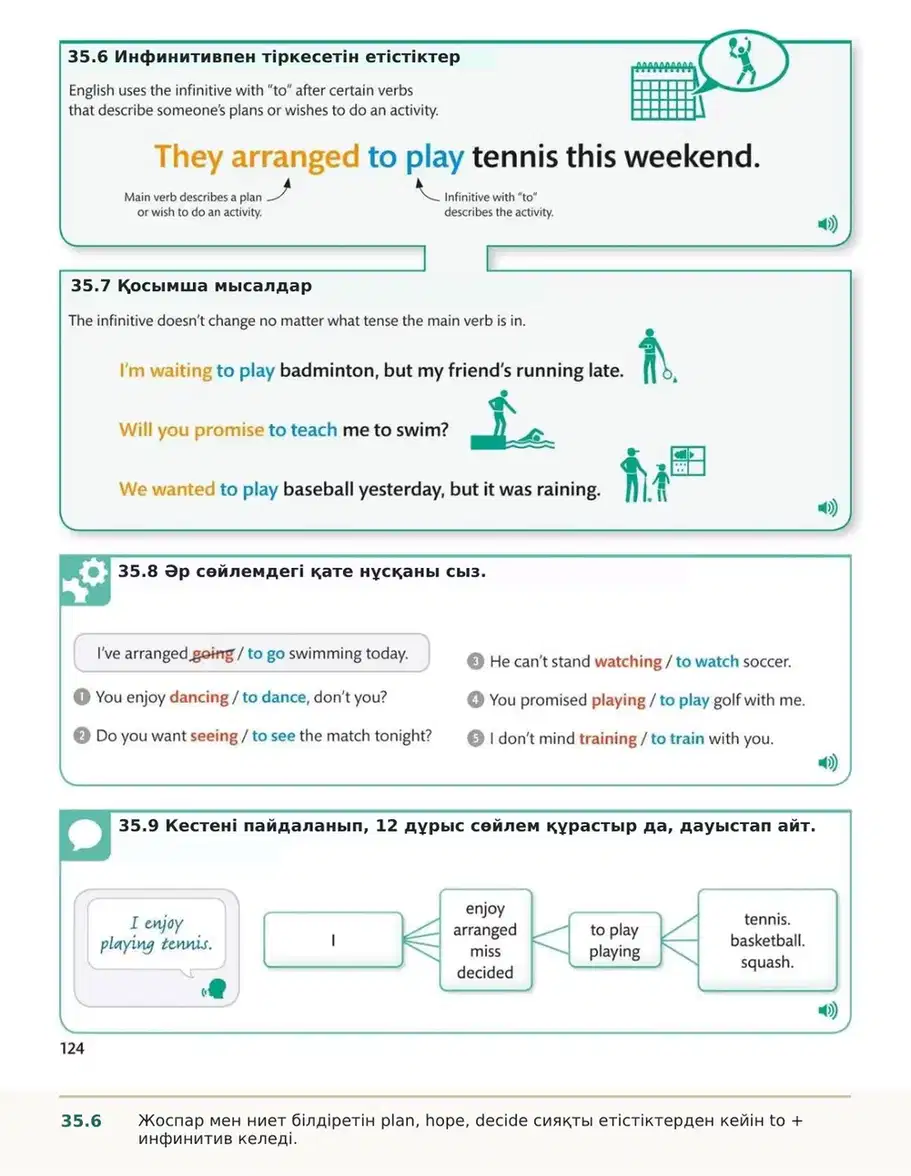 35.6 Инфинитивпен тіркесетін етістіктер
English uses the infinitive with “to” after certain verbs
that describe someone’s plans or wishes to do an activity.
They arranged to play tennis this weekend.
Main verb describes a plan
or wish to do an activity.
Infinitive with “to”
describes the activity.
35.7 Қосымша мысалдар
The infinitive doesn’t change no matter what tense the main verb is in.
I’m waiting to play badminton, but my friend’s running late.
Will you promise to teach me to swim?
We wanted to play baseball yesterday, but it was raining.
35.8 Әр сөйлемдегі қате нұсқаны сыз.
I’ve arranged going / to go swimming today.
1 You enjoy dancing / to dance, don’t you?
2 Do you want seeing / to see the match tonight?
3 He can’t stand watching / to watch soccer.
4 You promised playing / to play golf with me.
5 I don’t mind training / to train with you.
35.9 Кестені пайдаланып, 12 дұрыс сөйлем құрастыр да, дауыстап айт.
I enjoy
playing tennis.
I
enjoy
arranged
miss
decided
to play
playing
tennis.
basketball.
squash.
124
35.6 Жоспар мен ниет білдіретін plan, hope, decide сияқты етістіктерден кейін to +
инфинитив келеді.